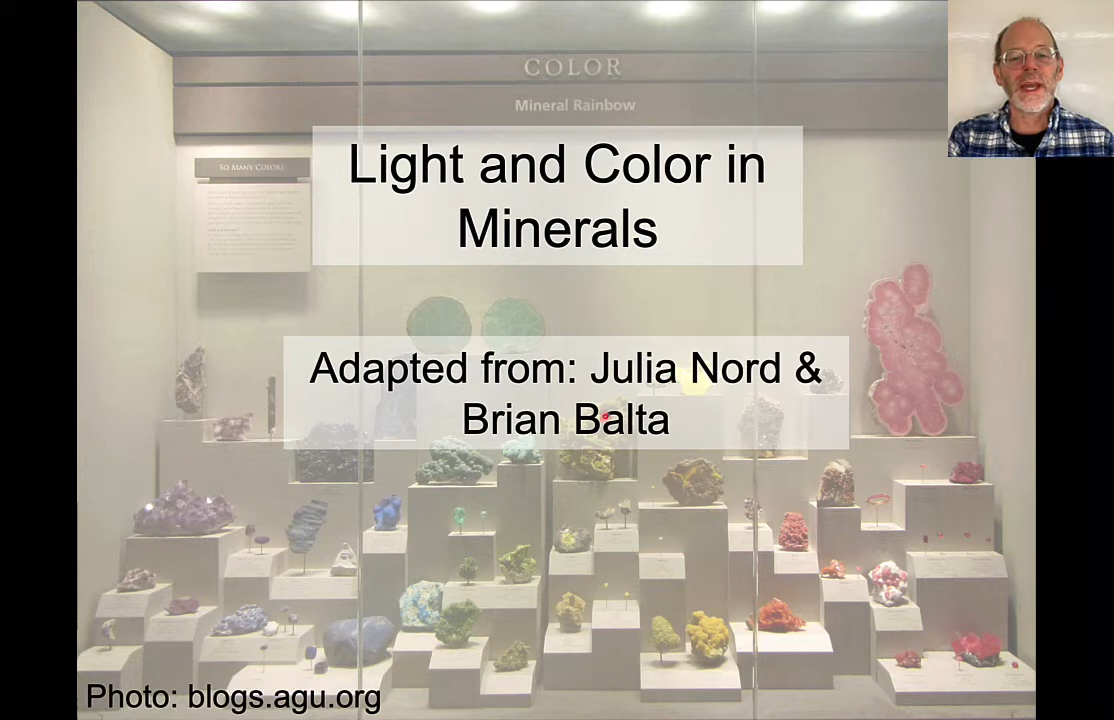 COLOR
Mineral Rainbow
SO MANY COLORS
Light and Color in
Minerals
Adapted from: Julia Nord &
Brian Balta
Photo: blogs.agu.org